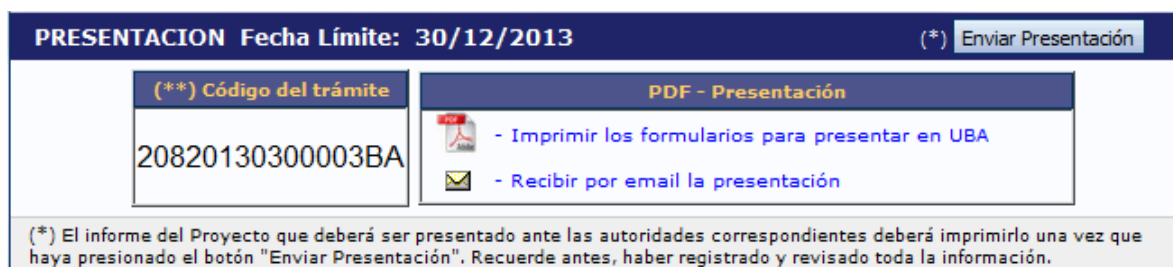 PRESENTACION Fecha Límite: 30/12/2013 (*) Enviar Presentación
(**) Código del trámite
20820130300003BA
PDF - Presentación
- Imprimir los formularios para presentar en UBA
- Recibir por email la presentación
(*) El informe del Proyecto que deberá ser presentado ante las autoridades correspondientes deberá imprimirlo una vez que
haya presionado el botón "Enviar Presentación". Recuerde antes, haber registrado y revisado toda la información.